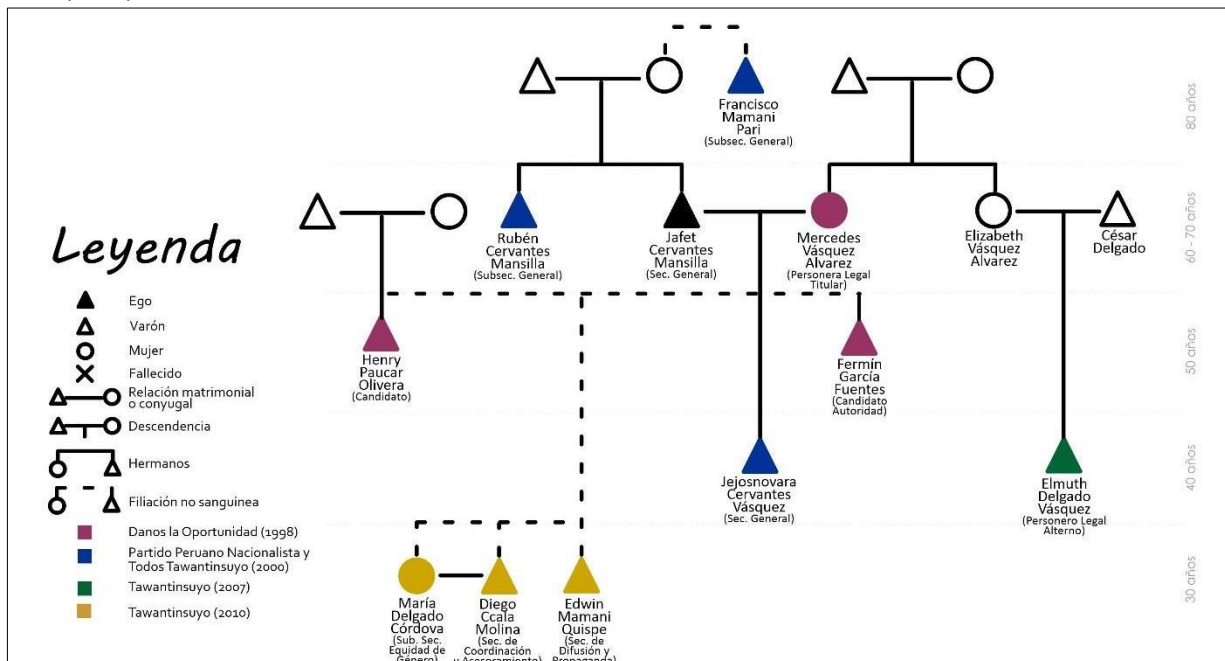 Francisco
Mamani
Pari
(Subsec. General)
80 años
Rubén
Cervantes
Mansilla
(Subsec. General)
Jafet
Cervantes
Mansilla
(Sec. General)
Mercedes
Vásquez
Alvarez
(Personera Legal
Titular)
Elizabeth
Vásquez
Alvarez
César
Delgado
60 - 70 años
Leyenda
Ego
Varón
Mujer
Fallecido
Relación matrimonial
o conyugal
Descendencia
Hermanos
Filiación no sanguinea
Danos la Oportunidad (1998)
Partido Peruano Nacionalista y
Todos Tawantinsuyo (2000)
Tawantinsuyo (2007)
Tawantinsuyo (2010)
Henry
Paucar
Olivera
(Candidato)
Fermín
García
Fuentes
(Candidato
Autoridad)
50 años
Jejosnovara
Cervantes
Vásquez
(Sec. General)
Elmuth
Delgado
Vásquez
(Personero Legal
Alterno)
40 años
María
Delgado
Córdova
(Sub. Sec.
Equidad de
Género)
Diego
Ccala
Molina
(Sec. de
Coordinación
y Asesoramiento)
Edwin
Mamani
Quispe
(Sec. de
Difusión y
Propaganda)
30 años